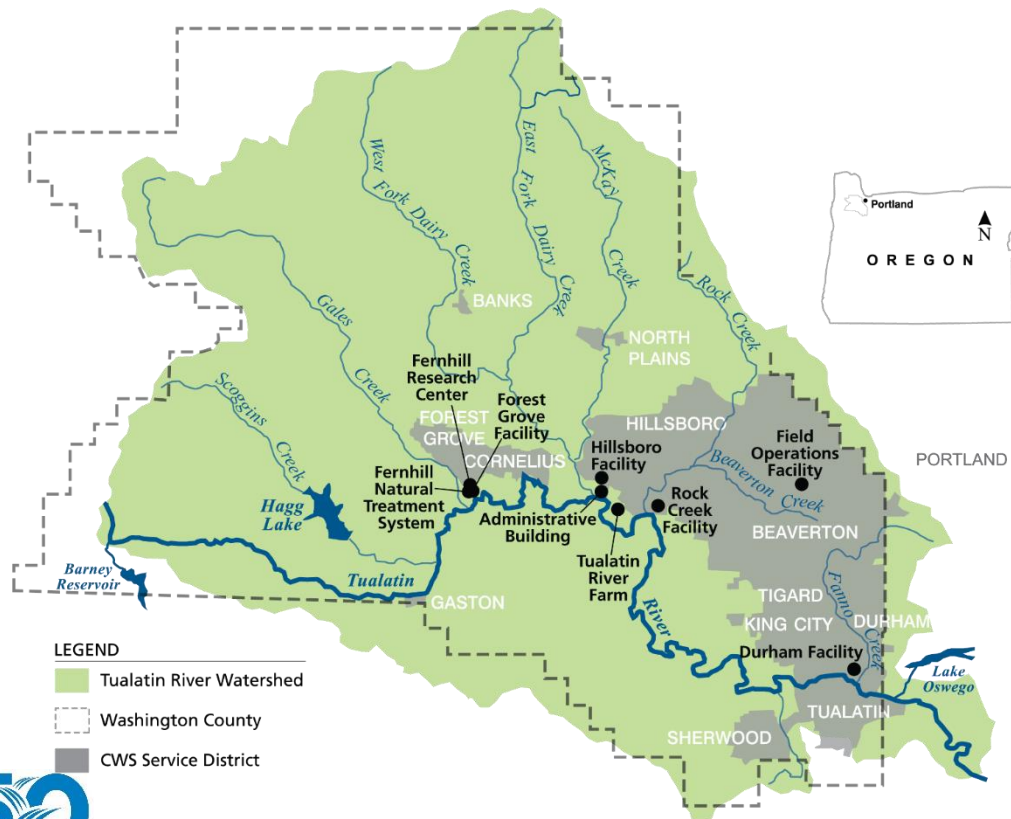 West Fork Dairy Creek
East Fork Dairy Creek
McKay Creek
Rock Creek
Portland
N
OREGON
Gales Creek
BANKS
NORTH
PLAINS
Scoggins Creek
Fernhill
Research
Center
Forest
Grove
Facility
FOREST
GROVE
CORNELIUS
HILLSBORO
Hillsboro
Facility
Field
Operations
Facility
PORTLAND
Beaverton Creek
Fernhill
Natural
Treatment
System
Hagg
Lake
Administrative
Building
Rock
Creek
Facility
BEAVERTON
Tualatin
River
Farm
Barney
Reservoir
Tualatin
River
GASTON
TIGARD
Fanno Creek
KING CITY
DURHAM
Durham Facility
Lake
Oswego
TUALATIN
SHERWOOD
LEGEND
Tualatin River Watershed
Washington County
CWS Service District
50